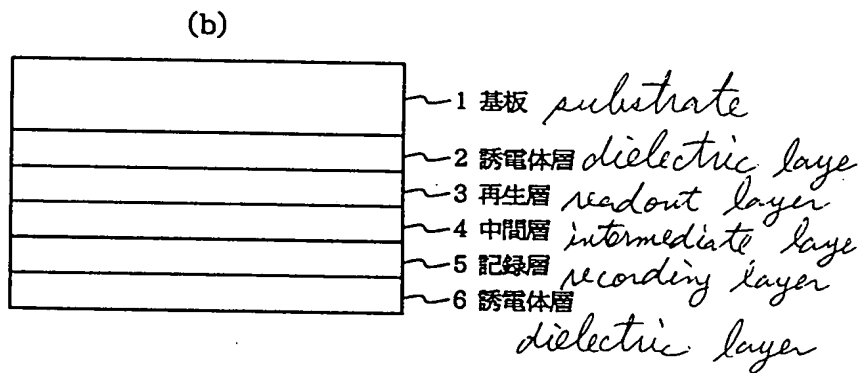 (b)
1 基板 substrate
2 誘電体層 dielectric laye
3 再生層 readout layer
4 中間層 intermediate laye
5 記録層 recording layer
6 誘電体層
dielectric layer